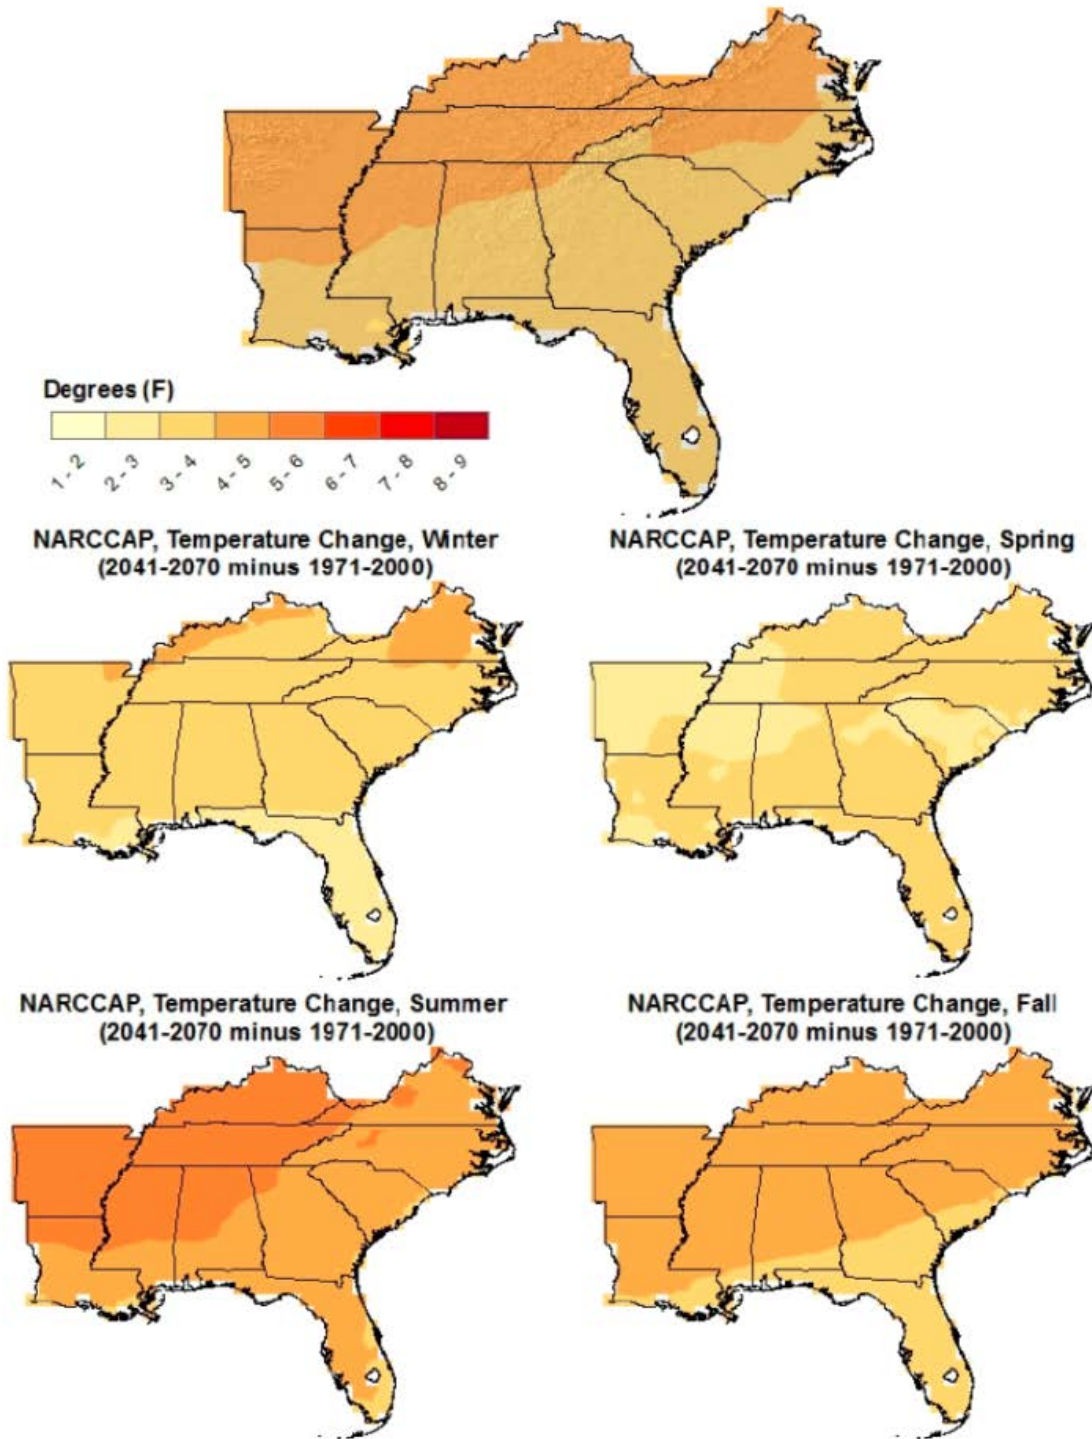 Degrees (F)
1 - 2
2 - 3
3 - 4
4 - 5
5 - 6
6 - 7
7 - 8
8 - 9
NARCCAP, Temperature Change, Winter
(2041-2070 minus 1971-2000)
NARCCAP, Temperature Change, Spring
(2041-2070 minus 1971-2000)
NARCCAP, Temperature Change, Summer
(2041-2070 minus 1971-2000)
NARCCAP, Temperature Change, Fall
(2041-2070 minus 1971-2000)